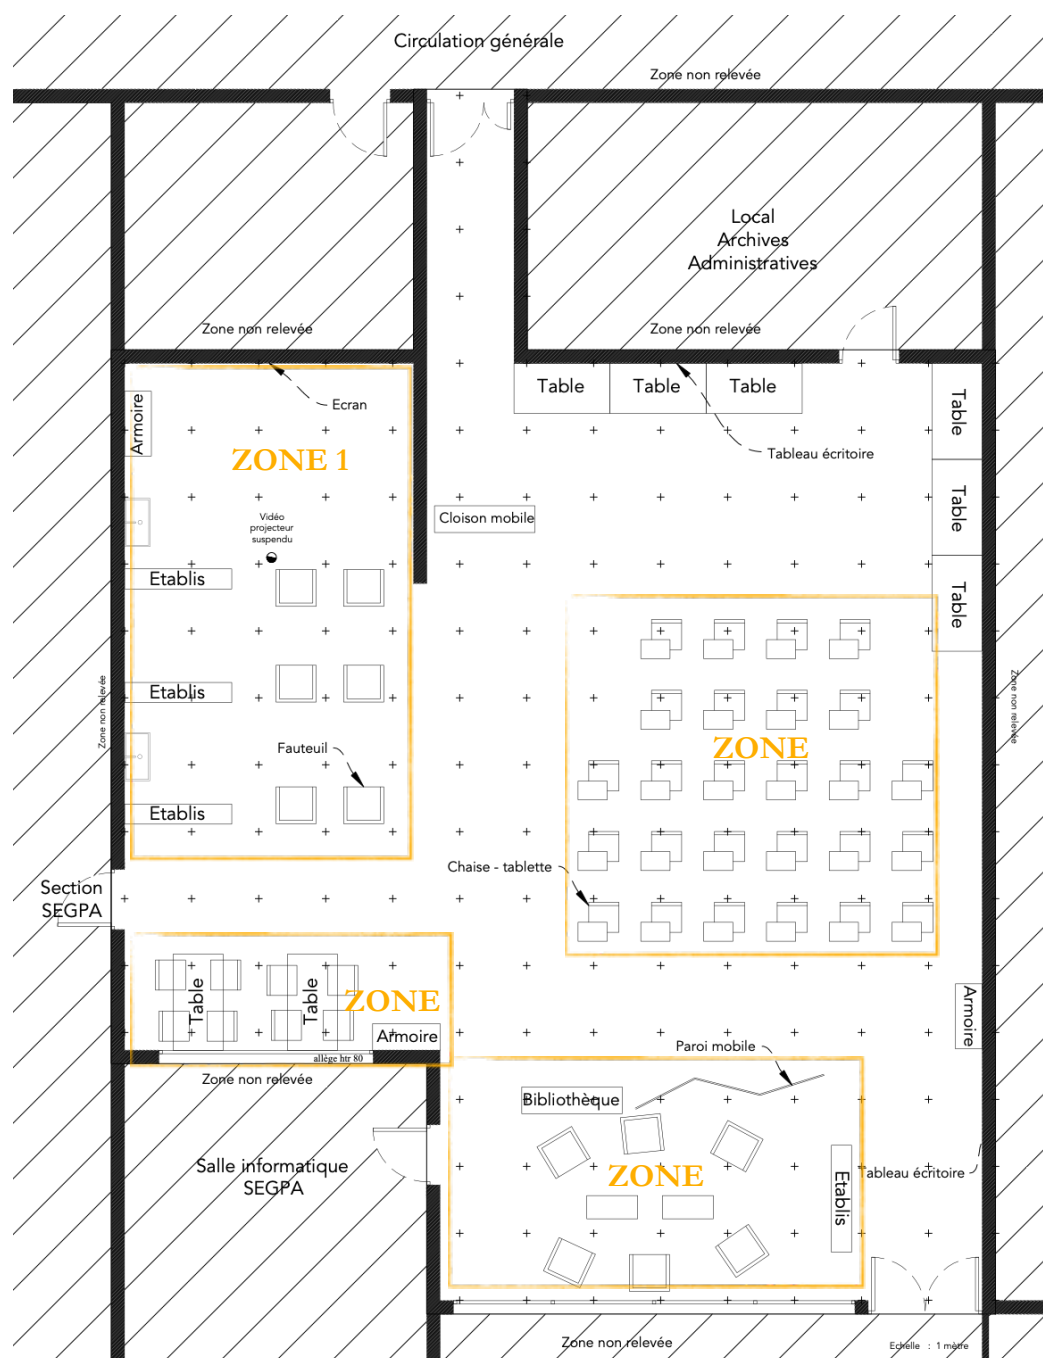 Circulation générale
Zone non relevée
Local
Archives
Administratives
Zone non relevée
Zone non relevée
Ecran
Armoire
ZONE 1
Table
Table
Table
Table
Tableau écritoire
Vidéo
projecteur
suspendu
Cloison mobile
Table
Etablis
Table
Etablis
Zone non relevée
Zone non relevée
Fauteuil
ZONE
Etablis
Chaise - tablette
Section
SEGPA
Table
Table
ZONE
Armoire
Armoire
allège htr 80
Paroi mobile
Zone non relevée
Bibliothèque
Salle informatique
SEGPA
ZONE
Etablis
Tableau écritoire
Zone non relevée
Echelle : 1 mètre